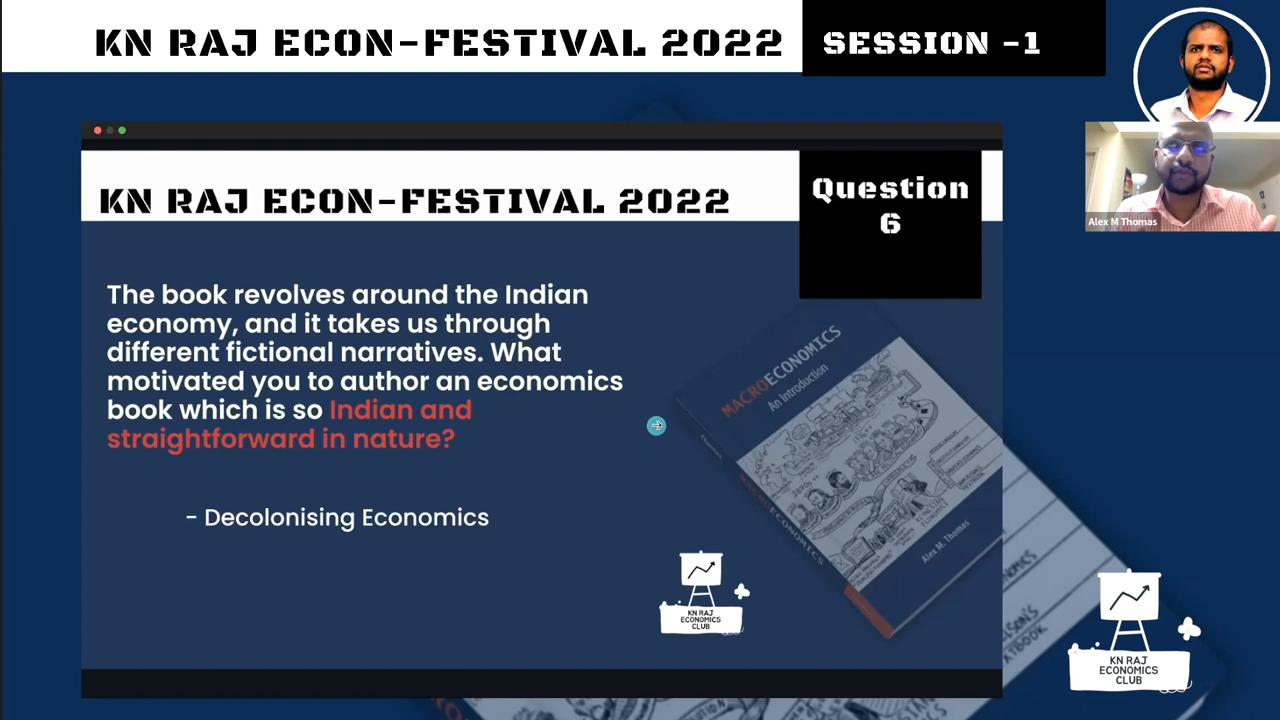 KN RAJ ECON-FESTIVAL 2022
SESSION -1
Alex M Thomas
KN RAJ ECON-FESTIVAL 2022
Question
6
The book revolves around the Indian
economy, and it takes us through
different fictional narratives. What
motivated you to author an economics
book which is so Indian and
straightforward in nature?
- Decolonising Economics
MACROECONOMICS
An Introduction
MACROECONOMICS
Alex M. Thomas
KN RAJ
ECONOMICS
CLUB
KN RAJ
ECONOMICS
CLUB